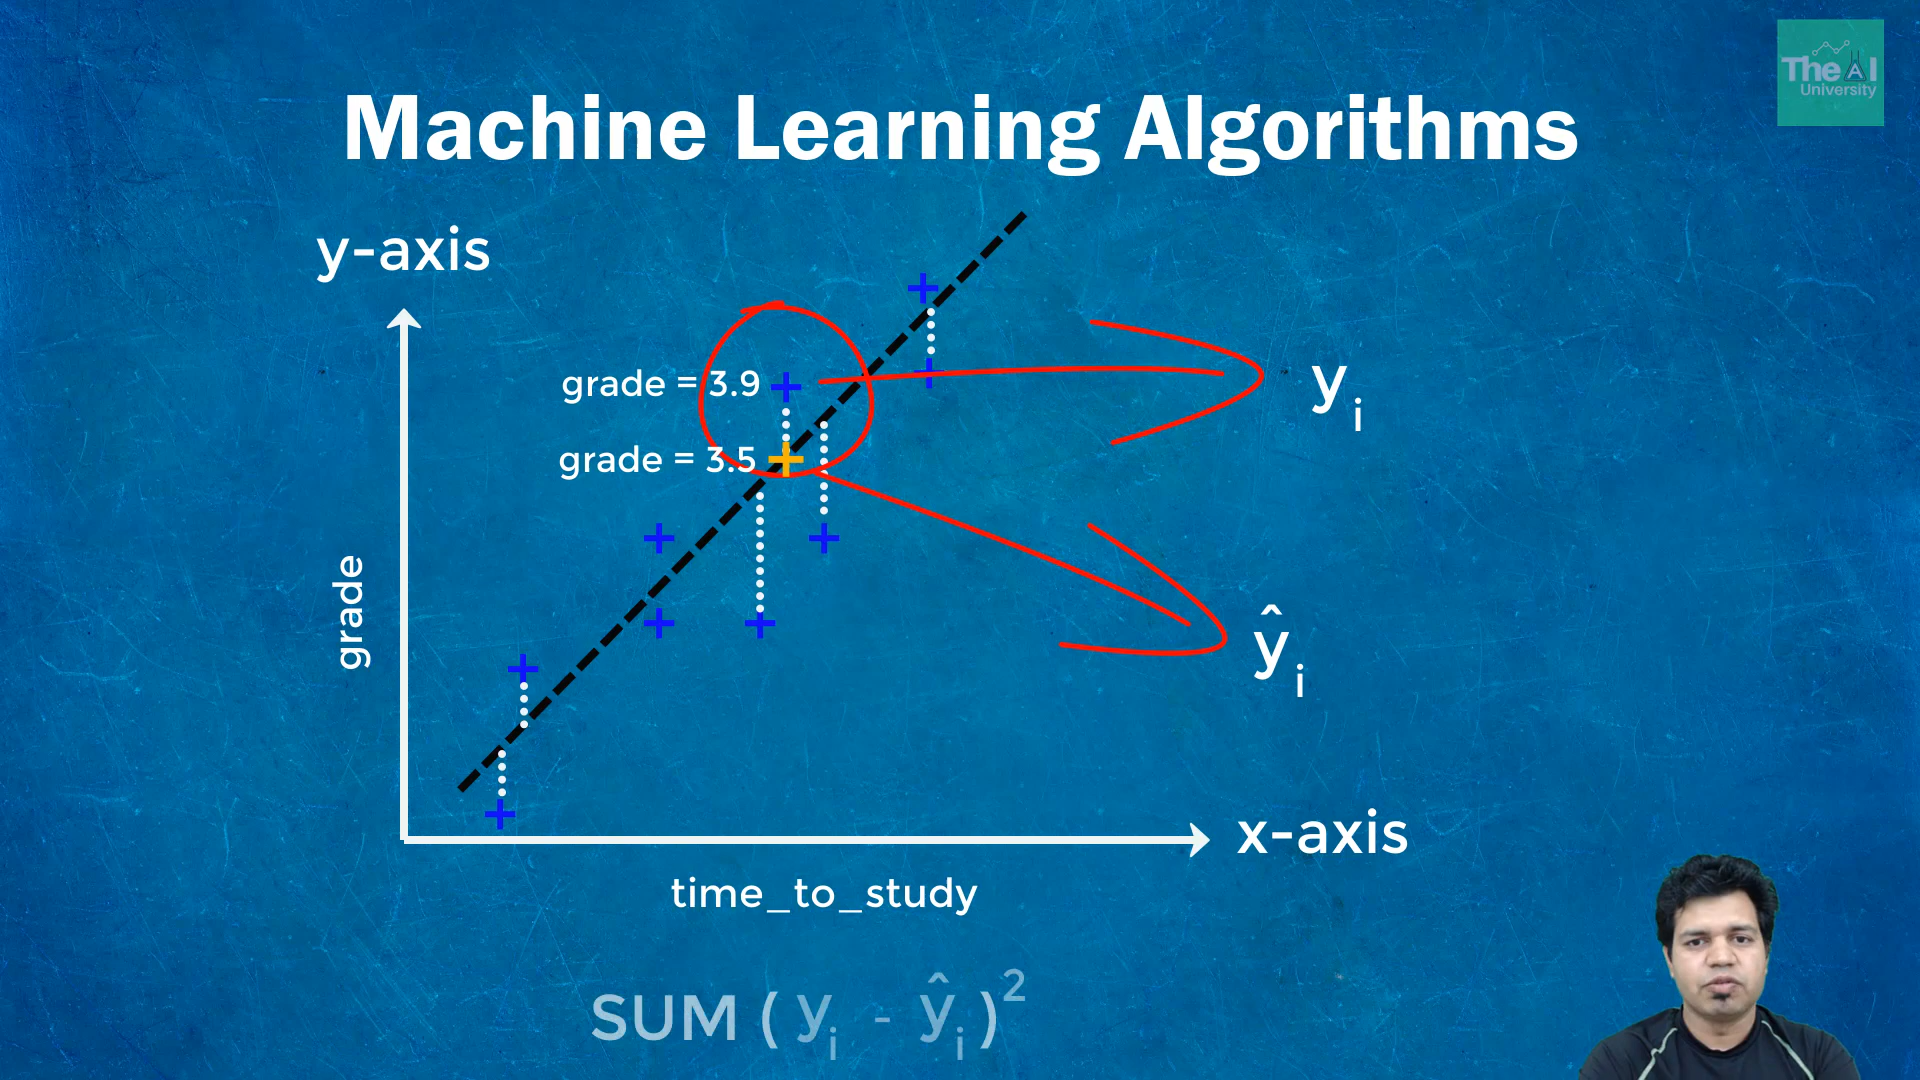 The AI
University
Machine Learning Algorithms
y-axis
grade = 3.9
y i
grade = 3.5
ŷ i
grade
x-axis
time_to_study
SUM ( y i - ŷ i )²